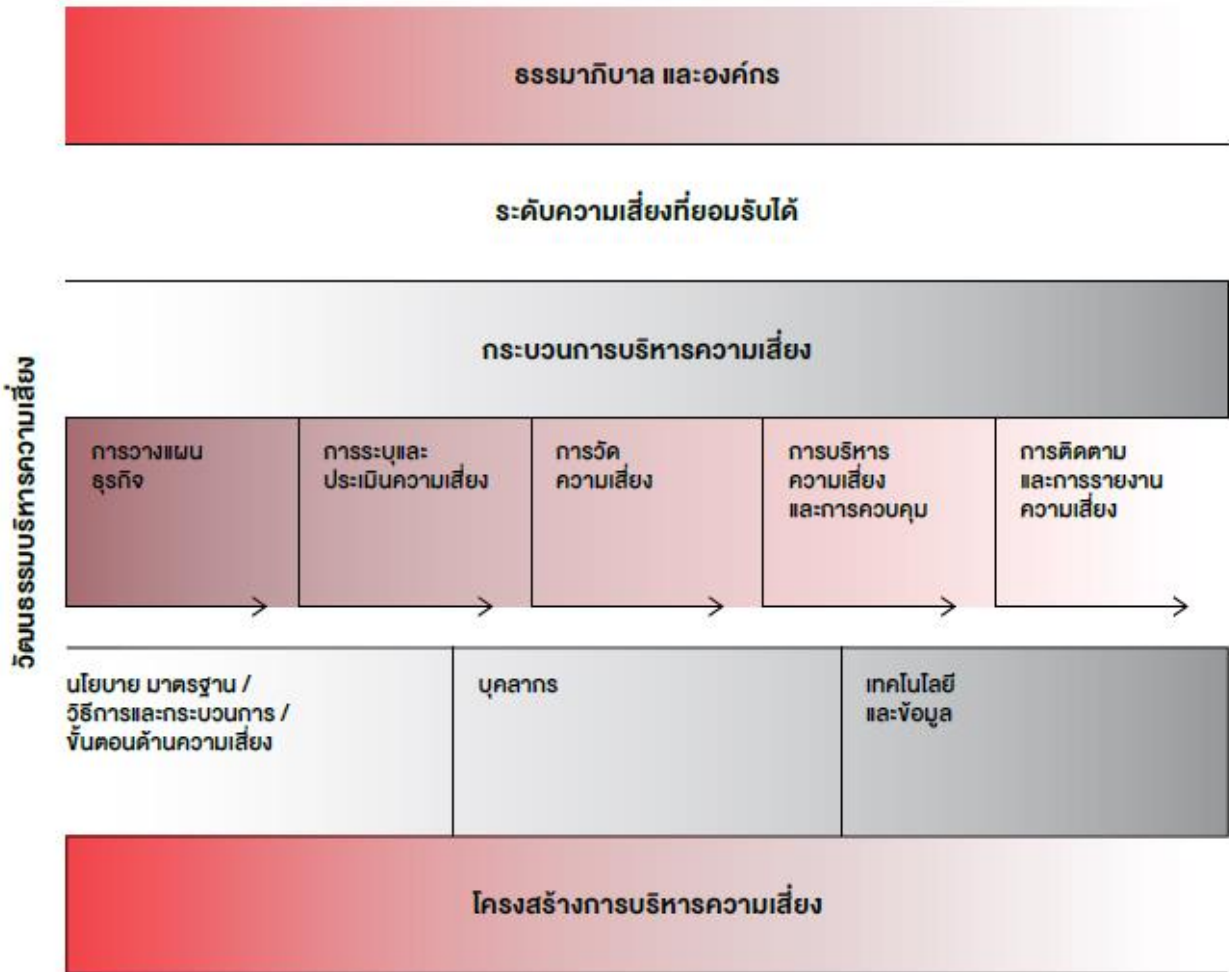 ธรรมาภิบาล และองค์กร
ระดับความเสี่ยงที่ยอมรับได้
วัฒนธรรมบริหารความเสี่ยง
กระบวนการบริหารความเสี่ยง
การวางแผน
ธุรกิจ
การระบุและ
ประเมินความเสี่ยง
การวัด
ความเสี่ยง
การบริหาร
ความเสี่ยง
และการควบคุม
การติดตาม
และการรายงาน
ความเสี่ยง
นโยบาย มาตรฐาน /
วิธีการและกระบวนการ /
ขั้นตอนด้านความเสี่ยง
บุคลากร
เทคโนโลยี
และข้อมูล
โครงสร้างการบริหารความเสี่ยง